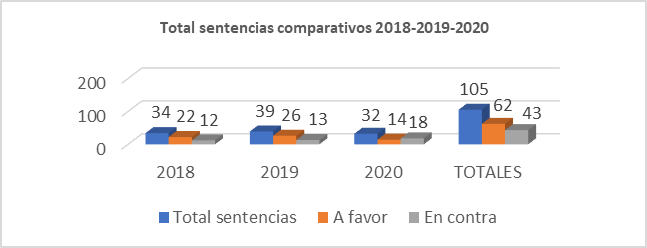 Total sentencias comparativos 2018-2019-2020
200
100
0
34 22 12
39 26 13
32 14 18
105 62 43
2018 2019 2020 TOTALES
Total sentencias A favor En contra